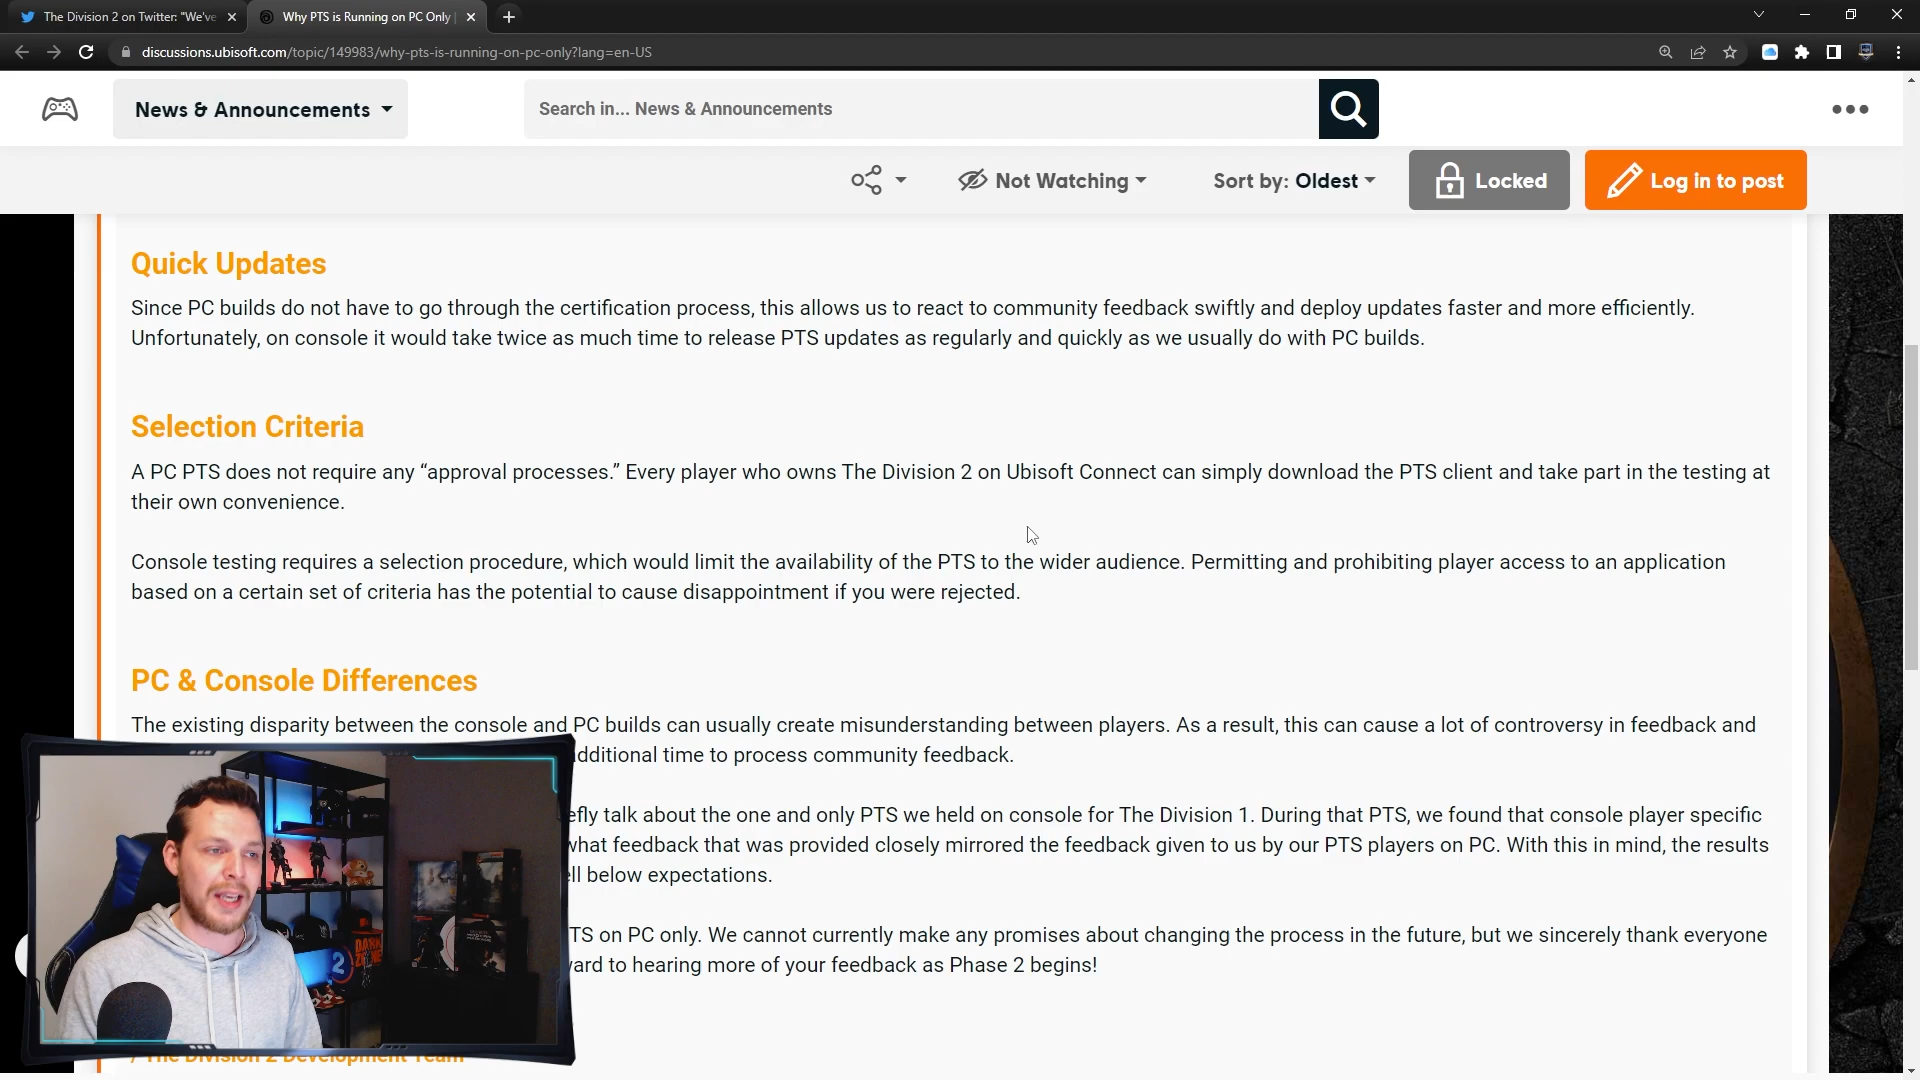 The Division 2 on Twitter: "We've
Why PTS is Running on PC Only |
discussions.ubisoft.com/topic/149983/why-pts-is-running-on-pc-only?lang=en-US
News & Announcements
Search in... News & Announcements
Not Watching
Sort by: Oldest
Locked
Log in to post
Quick Updates
Since PC builds do not have to go through the certification process, this allows us to react to community feedback swiftly and deploy updates faster and more efficiently.
Unfortunately, on console it would take twice as much time to release PTS updates as regularly and quickly as we usually do with PC builds.
Selection Criteria
A PC PTS does not require any “approval processes.” Every player who owns The Division 2 on Ubisoft Connect can simply download the PTS client and take part in the testing at
their own convenience.
Console testing requires a selection procedure, which would limit the availability of the PTS to the wider audience. Permitting and prohibiting player access to an application
based on a certain set of criteria has the potential to cause disappointment if you were rejected.
PC & Console Differences
The existing disparity between the console and PC builds can usually create misunderstanding between players. As a result, this can cause a lot of controversy in feedback and
additional time to process community feedback.
talk about the one and only PTS we held on console for The Division 1. During that PTS, we found that console player specific
what feedback that was provided closely mirrored the feedback given to us by our PTS players on PC. With this in mind, the results
below expectations.
on PC only. We cannot currently make any promises about changing the process in the future, but we sincerely thank everyone
to hearing more of your feedback as Phase 2 begins!
DARK
ZONE
2
/ The Division 2 Development Team